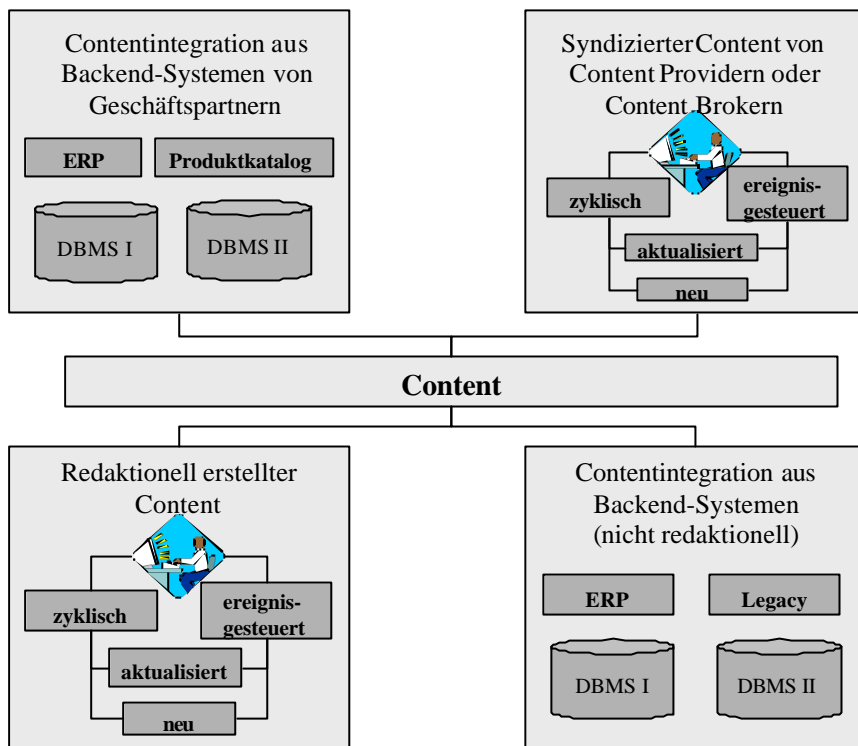 Contentintegration aus
Backend-Systemen von
Geschäftspartnern
ERP
Produktkatalog
DBMS I
DBMS II
Syndizierter Content von
Content Providern oder
Content Brokern
zyklisch
ereignis-
gesteuert
aktualisiert
neu
Content
Redaktionell erstellter
Content
zyklisch
ereignis-
gesteuert
aktualisiert
neu
Contentintegration aus
Backend-Systemen
(nicht redaktionell)
ERP
Legacy
DBMS I
DBMS II